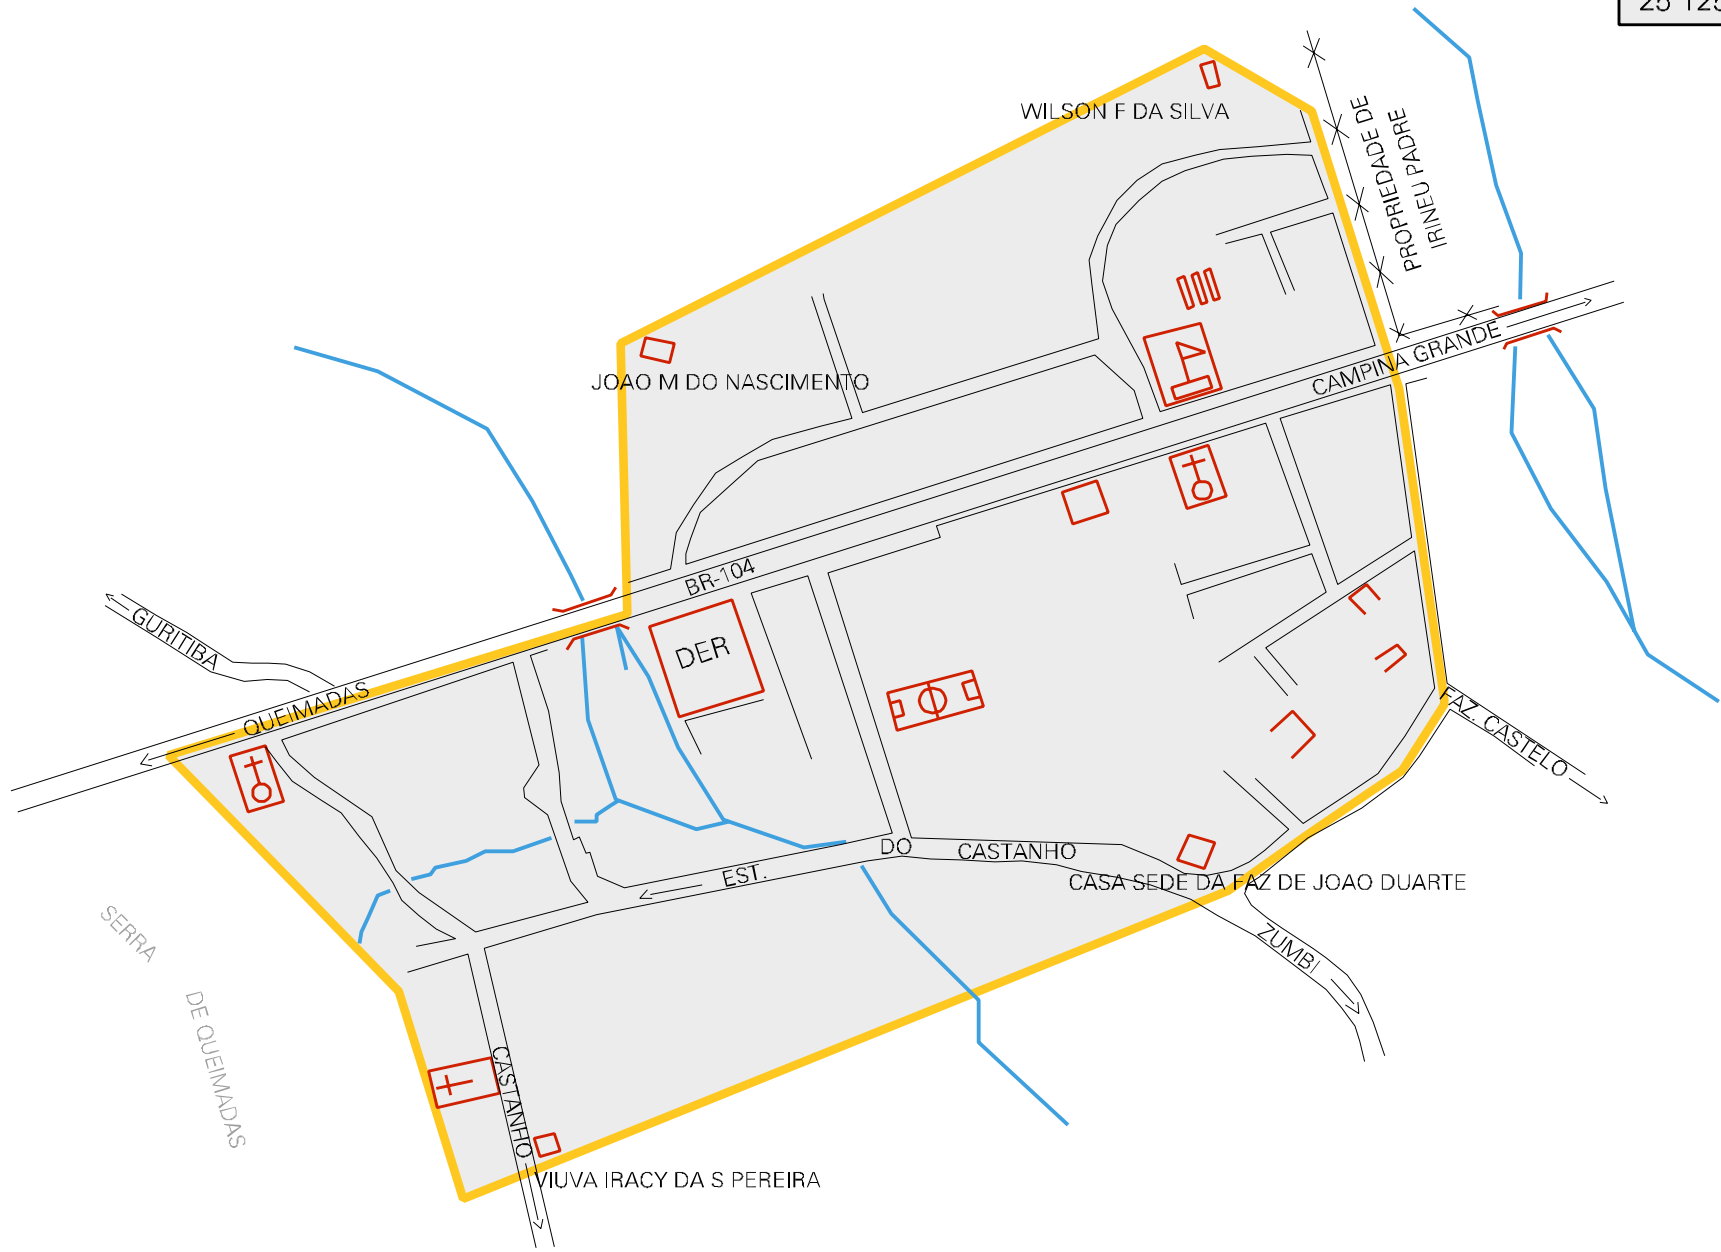 25 125
WILSON F DA SILVA
PROPRIEDADE DE
IRINEU PADRE
JOAO M DO NASCIMENTO
CAMPINA GRANDE
BR-104
GURITIBA
DER
QUEIMADAS
FAZ. CASTELO
EST.
DO
CASTANHO
CASA SEDE DA FAZ DE JOAO DUARTE
SERRA
DE QUEIMADAS
ZUMBI
CASTANHO
VIUVA IRACY DA S PEREIRA